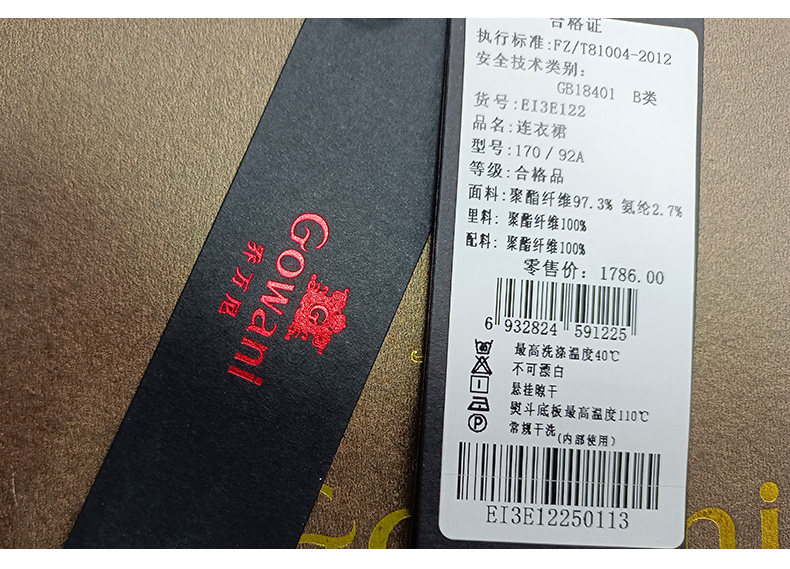 Gowani
乔万尼
G
合格证
执行标准:FZ/T81004-2012
安全技术类别:
GB18401 B类
货号:EI3E122
品名:连衣裙
型号:170/92A
等级:合格品
面料:聚酯纤维97.3% 氨纶2.7%
里料:聚酯纤维100%
配料:聚酯纤维100%
零售价:1786.00
6 932824 591225
最高洗涤温度40℃
不可漂白
悬挂晾干
熨斗底板最高温度110℃
P 常规干洗(内部使用)
EI3E12250113